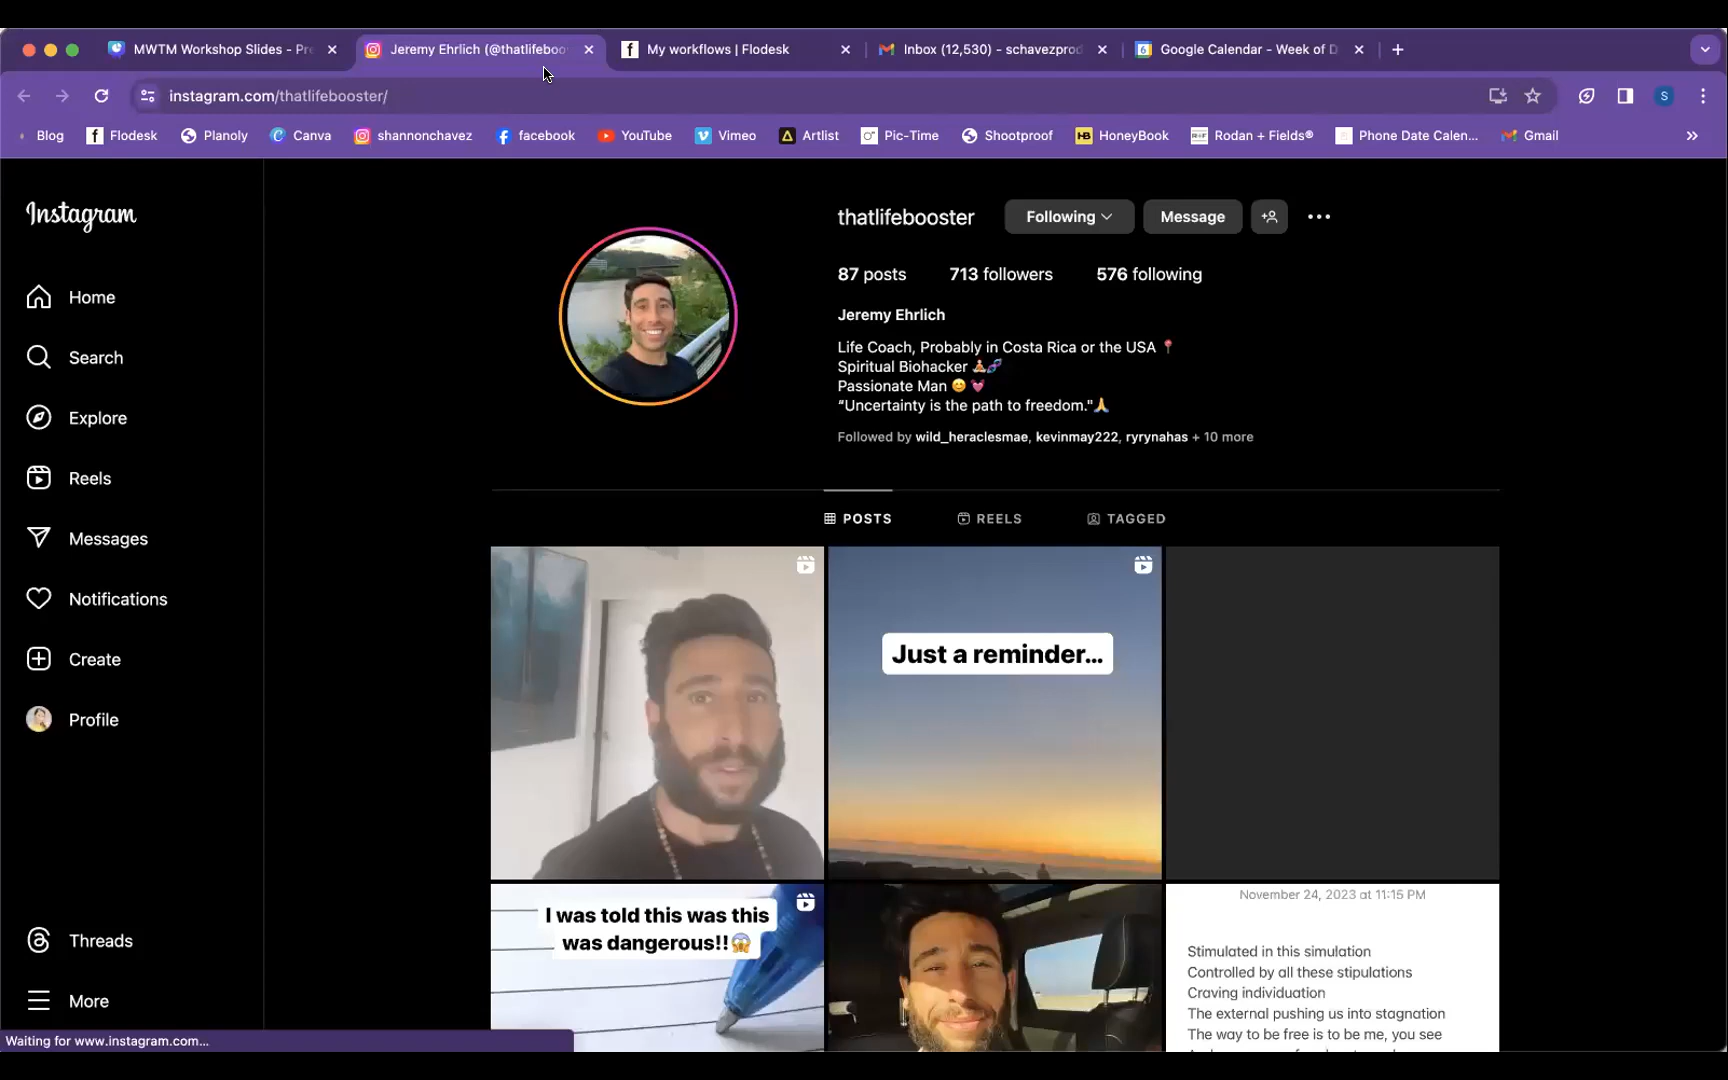 MWTM Workshop Slides - Pre
Jeremy Ehrlich (@thatlifeboo
My workflows | Flodesk
Inbox (12,530) - schavezprod
Google Calendar - Week of D
instagram.com/thatlifebooster/
S
Blog
Flodesk
Planoly
Canva
shannonchavez
facebook
YouTube
Vimeo
Artlist
Pic-Time
Shootproof
HoneyBook
Rodan + Fields®
Phone Date Calen...
Gmail
Instagram
Home
Search
Explore
Reels
Messages
Notifications
Create
Profile
Threads
More
thatlifebooster
Following
Message
87 posts
713 followers
576 following
Jeremy Ehrlich
Life Coach, Probably in Costa Rica or the USA 📍
Spiritual Biohacker 🧘🧬
Passionate Man 😊 💓
“Uncertainty is the path to freedom."🙏
Followed by wild_heraclesmae, kevinmay222, ryrynahas + 10 more
POSTS
REELS
TAGGED
Just a reminder...
I was told this was this
was dangerous!!😱
November 24, 2023 at 11:15 PM
Stimulated in this simulation
Controlled by all these stipulations
Craving individuation
The external pushing us into stagnation
The way to be free is to be me, you see
Waiting for www.instagram.com...